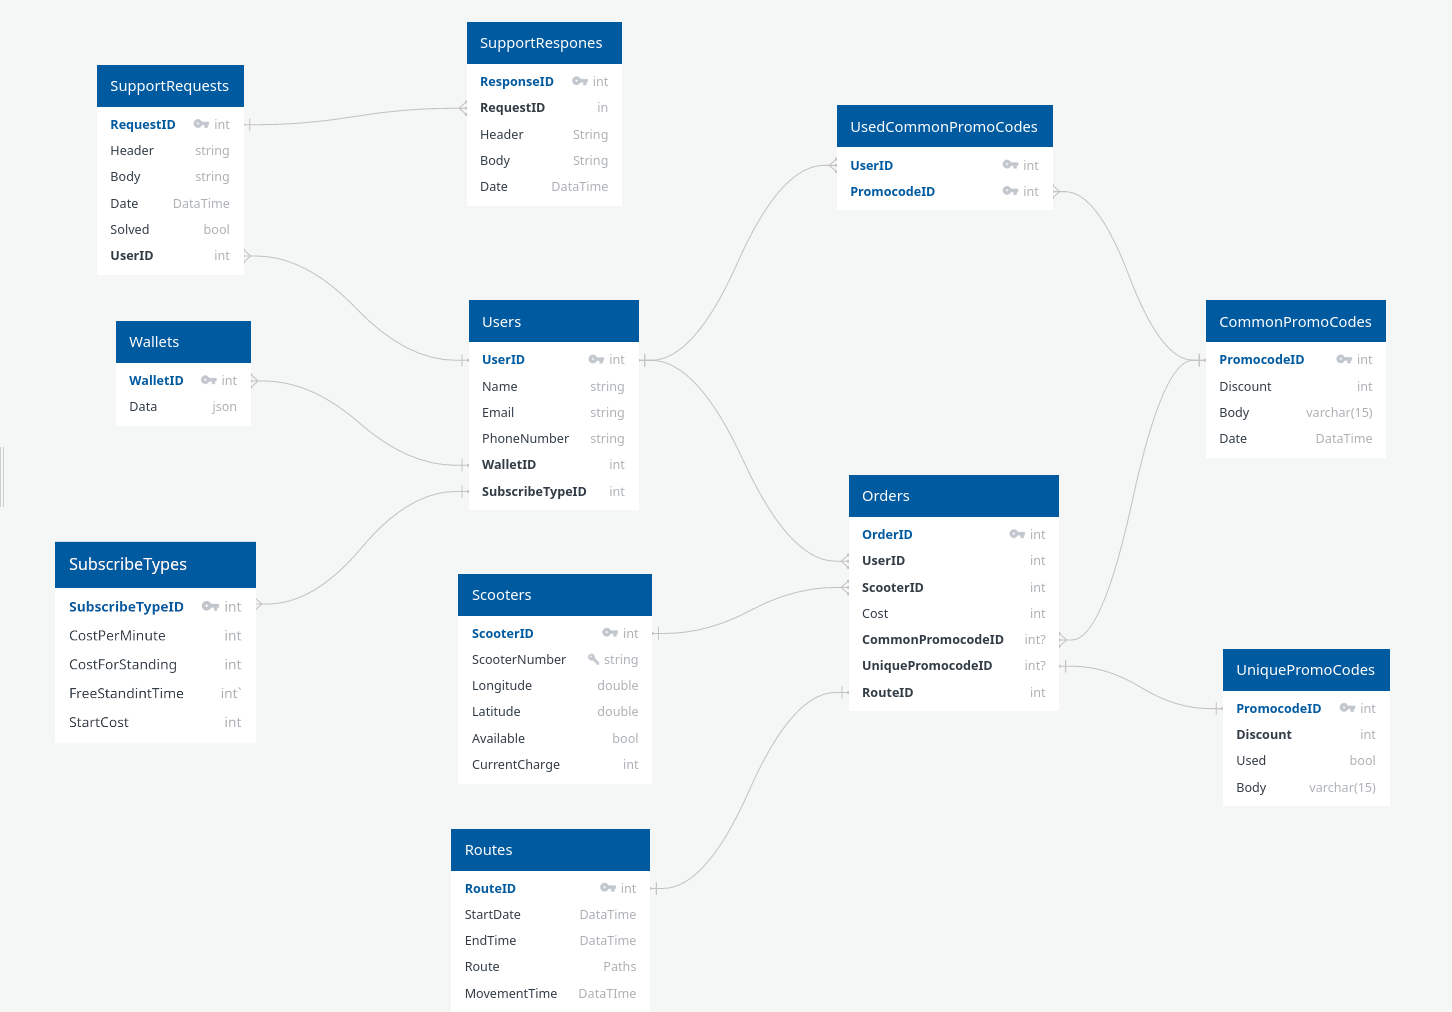 SupportRequests
RequestID int
Header string
Body string
Date DataTime
Solved bool
UserID int
SupportRespones
ResponseID int
RequestID in
Header String
Body String
Date DataTime
UsedCommonPromoCodes
UserID int
PromocodeID int
Wallets
WalletID int
Data json
Users
UserID int
Name string
Email string
PhoneNumber string
WalletID int
SubscribeTypeID int
CommonPromoCodes
PromocodeID int
Discount int
Body varchar(15)
Date DataTime
SubscribeTypes
SubscribeTypeID int
CostPerMinute int
CostForStanding int
FreeStandintTime int`
StartCost int
Scooters
ScooterID int
ScooterNumber string
Longitude double
Latitude double
Available bool
CurrentCharge int
Orders
OrderID int
UserID int
ScooterID int
Cost int
CommonPromocodeID int?
UniquePromocodeID int?
RouteID int
UniquePromoCodes
PromocodeID int
Discount int
Used bool
Body varchar(15)
Routes
RouteID int
StartDate DataTime
EndTime DataTime
Route Paths
MovementTime DataTIme